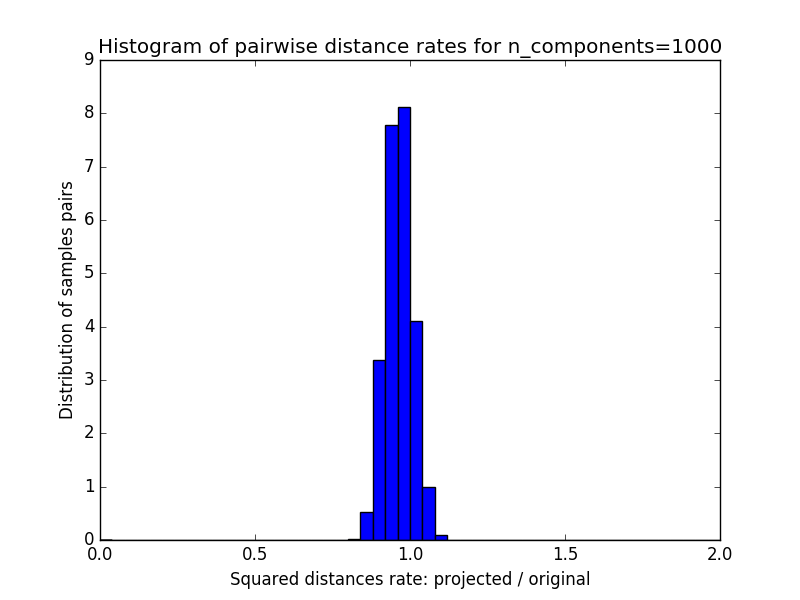 Histogram of pairwise distance rates for n_components=1000
9
8
7
6
5
4
3
2
1
0
Distribution of samples pairs
0.0 0.5 1.0 1.5 2.0
Squared distances rate: projected / original